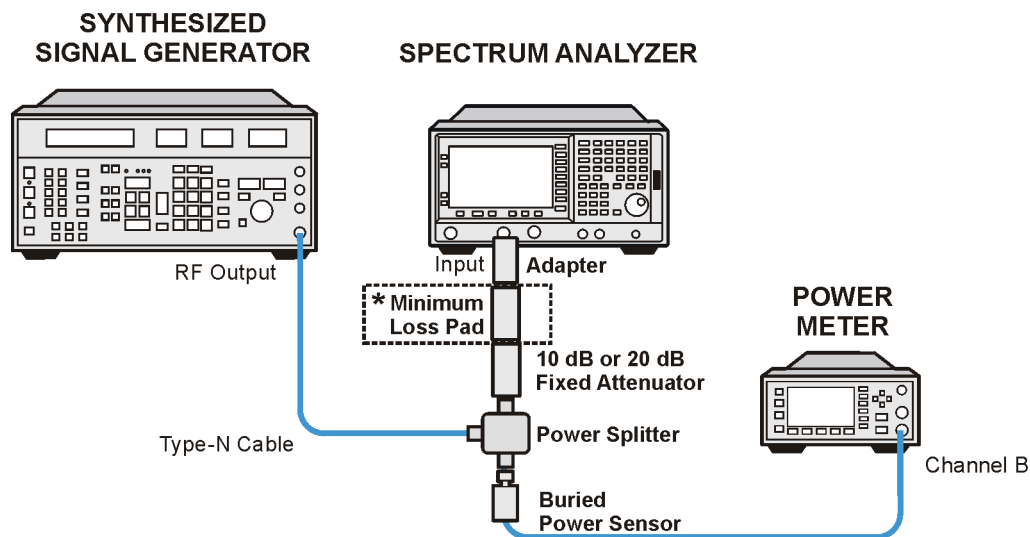 SYNTHESIZED
SIGNAL GENERATOR
SPECTRUM ANALYZER
RF Output
Input
Adapter
* Minimum
Loss Pad
POWER
METER
10 dB or 20 dB
Fixed Attenuator
Type-N Cable
Power Splitter
Channel B
Buried
Power Sensor